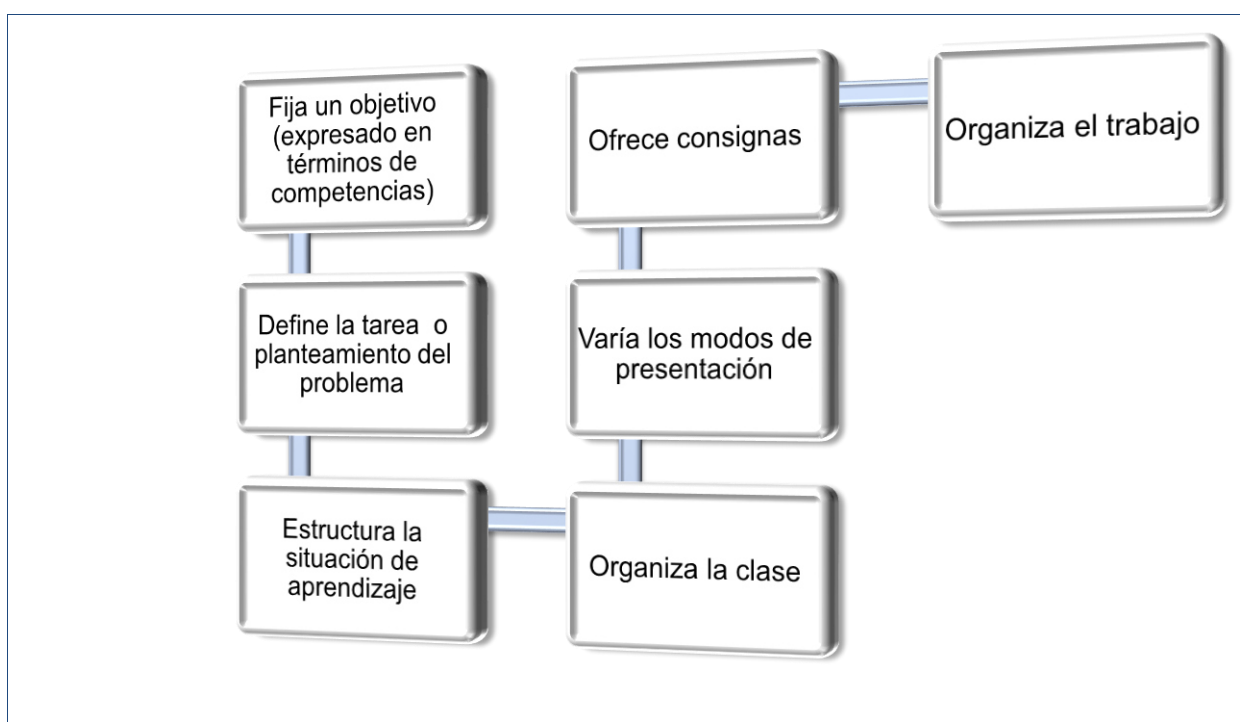 Fija un objetivo
(expresado en
términos de
competencias)
Define la tarea o
planteamiento del
problema
Estructura la
situación de
aprendizaje
Organiza la clase
Varía los modos de
presentación
Ofrece consignas
Organiza el trabajo